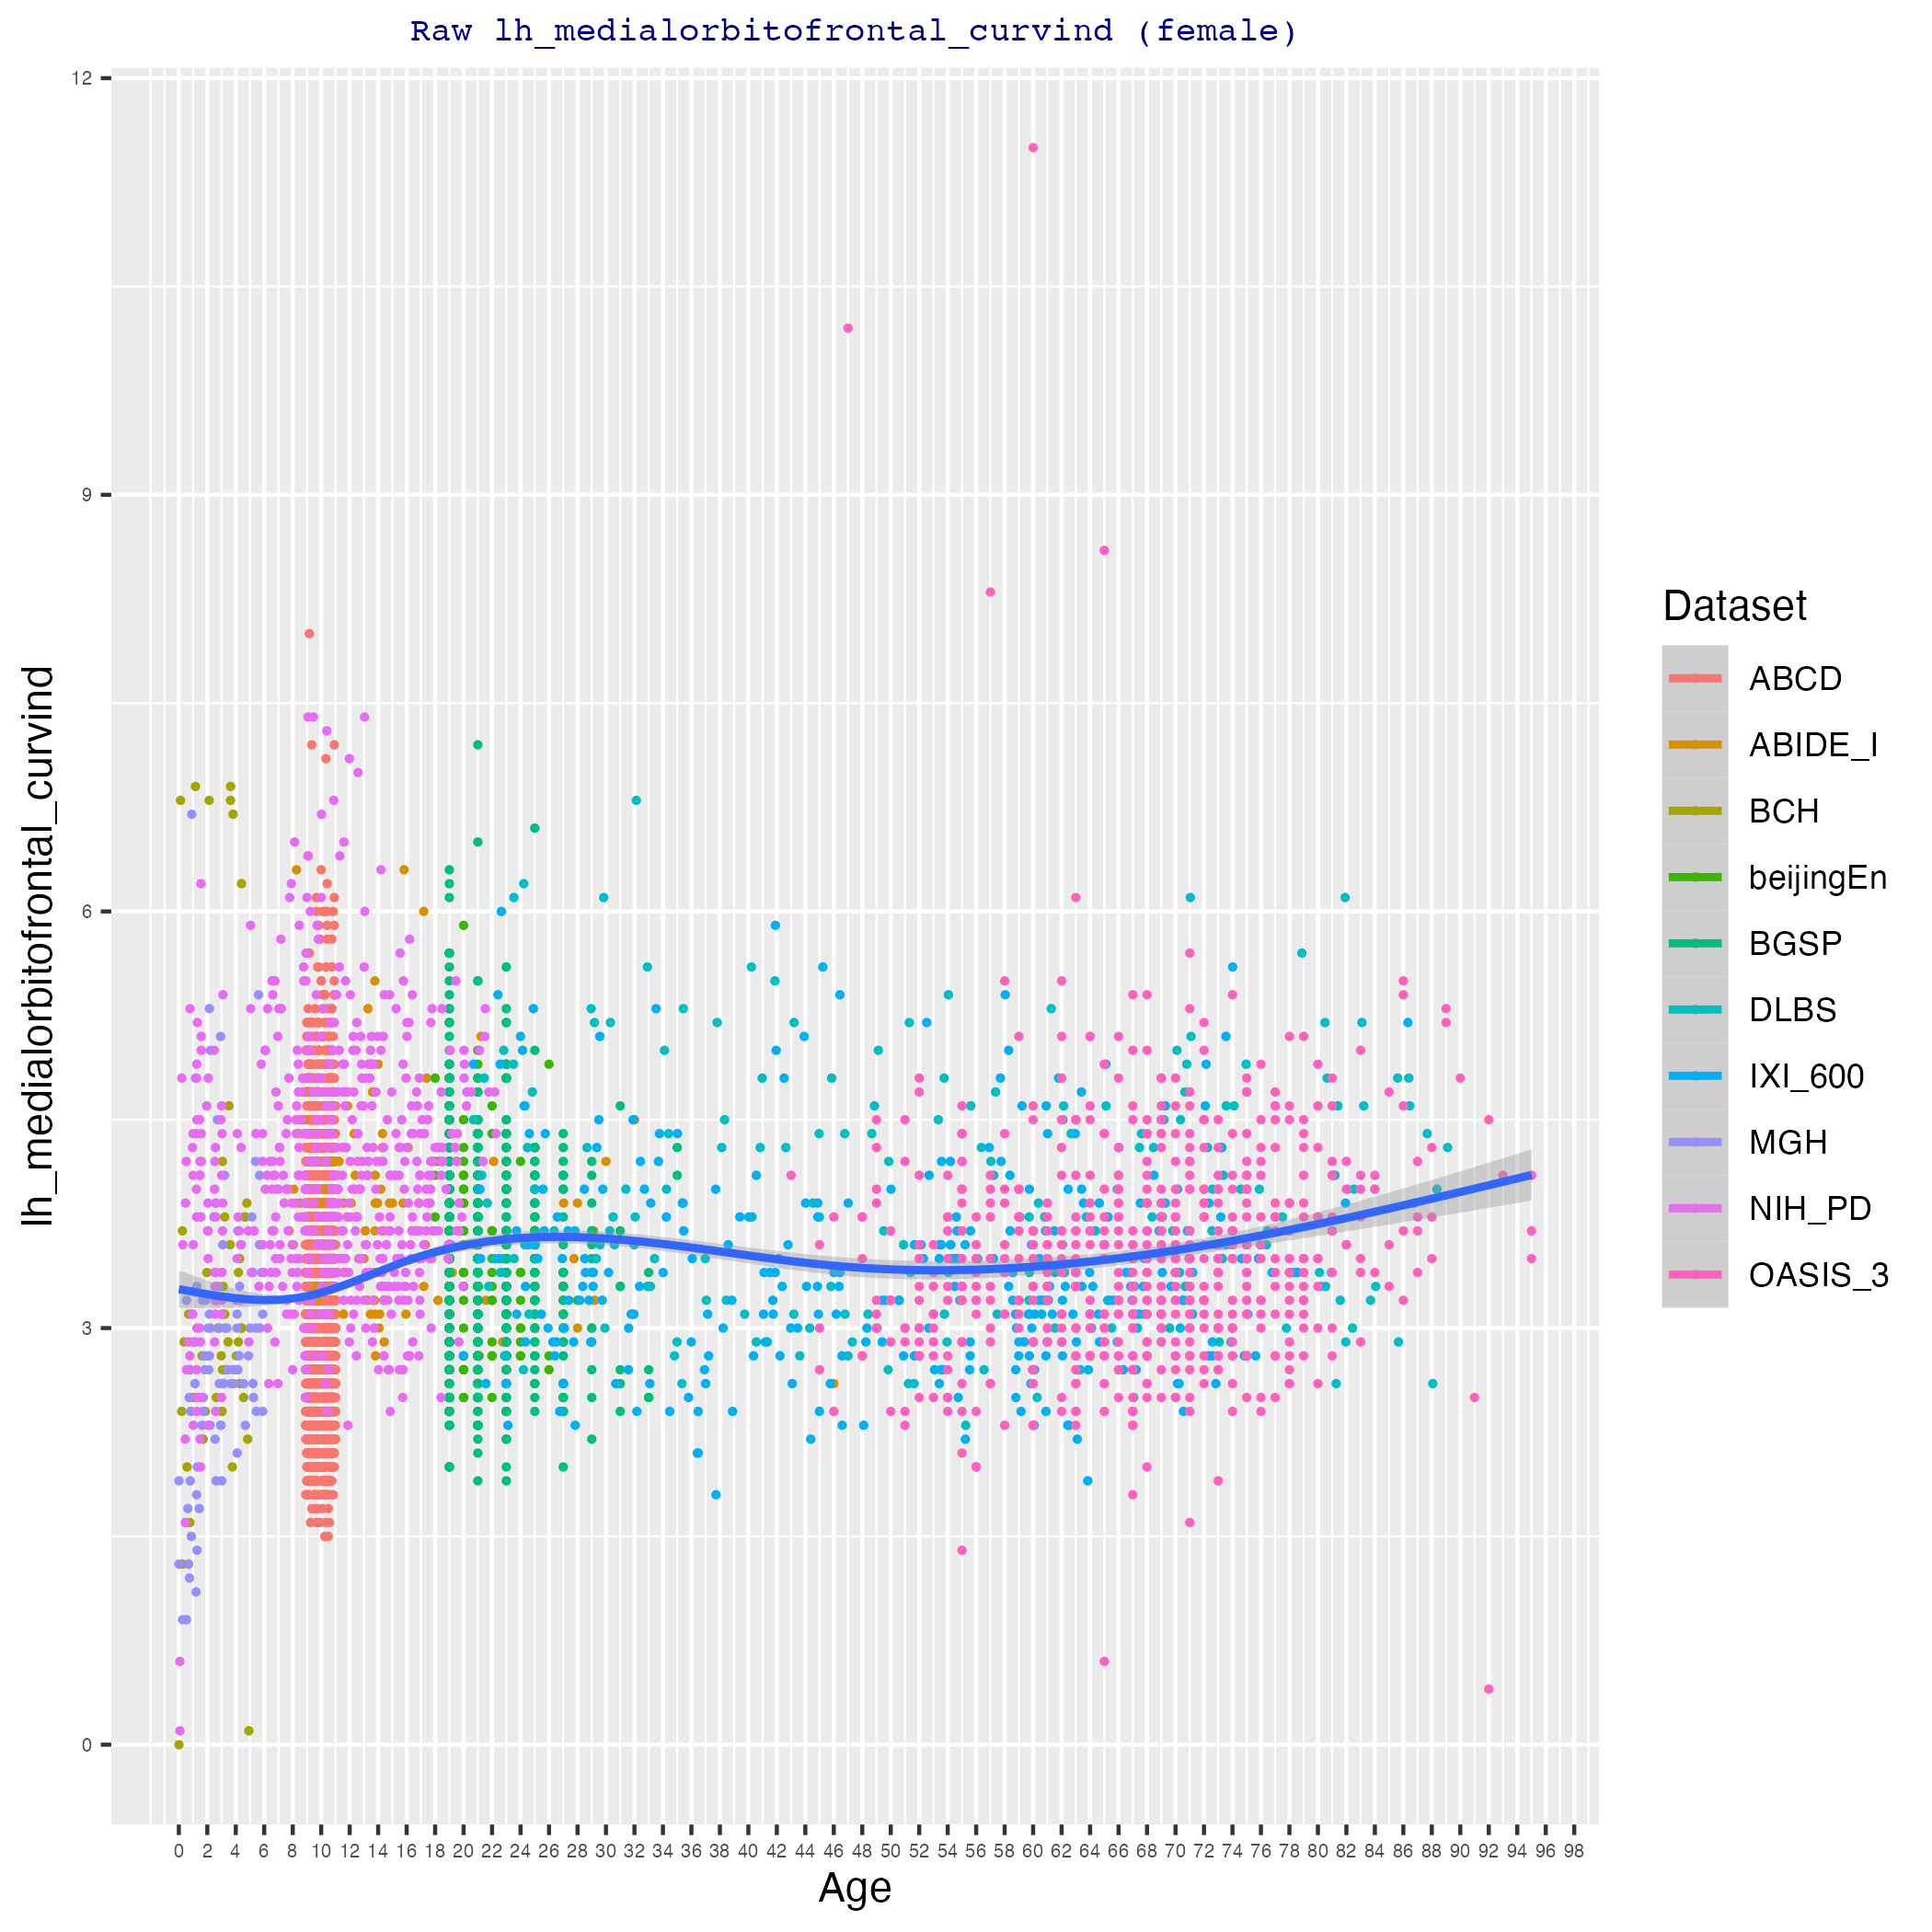 Raw lh_medialorbitofrontal_curvind (female)
12
9
6
3
0
lh_medialorbitofrontal_curvind
0 2 4 6 8 10 12 14 16 18 20 22 24 26 28 30 32 34 36 38 40 42 44 46 48 50 52 54 56 58 60 62 64 66 68 70 72 74 76 78 80 82 84 86 88 90 92 94 96 98
Age
Dataset
ABCD
ABIDE_I
BCH
beijingEn
BGSP
DLBS
IXI_600
MGH
NIH_PD
OASIS_3